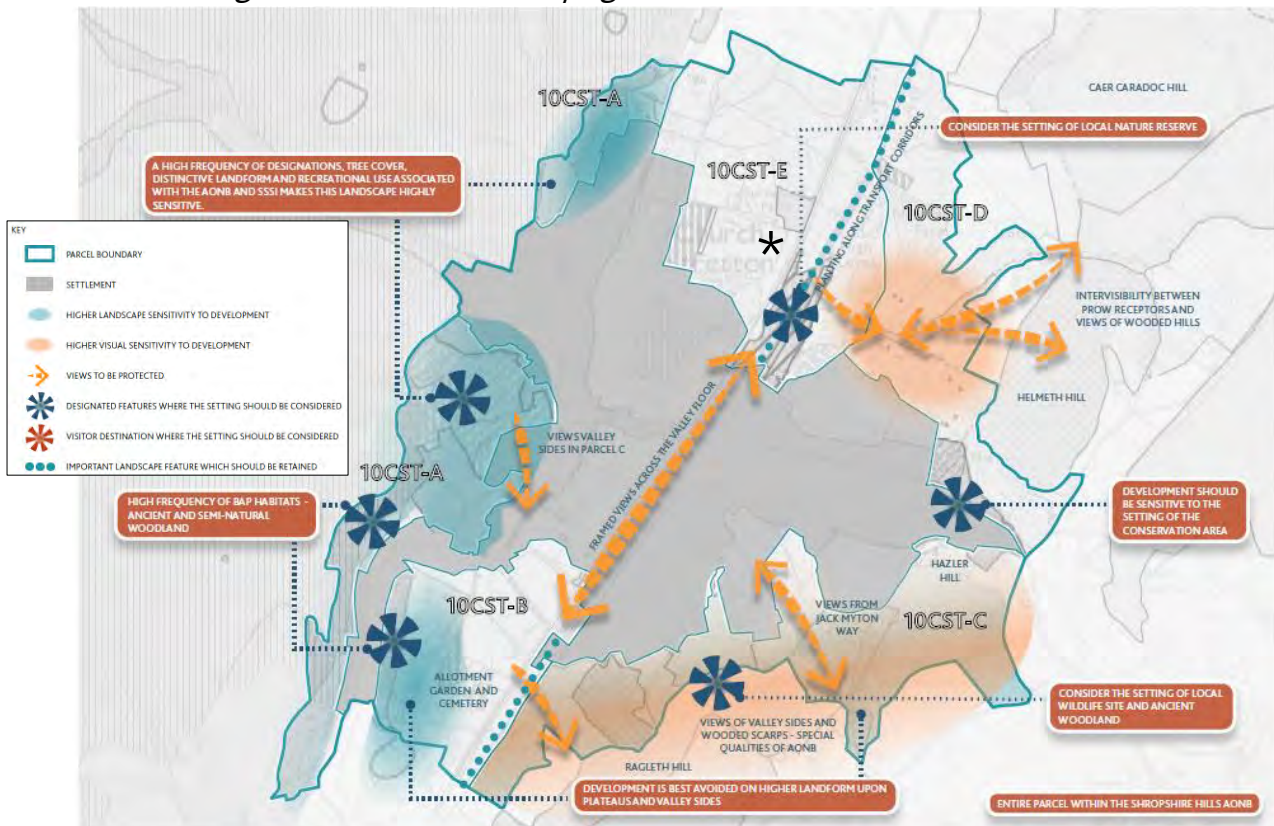 10CST-A
CAER CARADOC HILL
CONSIDER THE SETTING OF LOCAL NATURE RESERVE
A HIGH FREQUENCY OF DESIGNATIONS, TREE COVER,
DISTINCTIVE LANDFORM AND RECREATIONAL USE ASSOCIATED
WITH THE AONB AND SSSI MAKES THIS LANDSCAPE HIGHLY
SENSITIVE.
10CST-E
PLANTING ALONG TRANSPORT CORRIDORS
10CST-D
Church
*
KEY
PARCEL BOUNDARY
SETTLEMENT
HIGHER LANDSCAPE SENSITIVITY TO DEVELOPMENT
HIGHER VISUAL SENSITIVITY TO DEVELOPMENT
VIEWS TO BE PROTECTED
DESIGNATED FEATURES WHERE THE SETTING SHOULD BE CONSIDERED
VISITOR DESTINATION WHERE THE SETTING SHOULD BE CONSIDERED
IMPORTANT LANDSCAPE FEATURE WHICH SHOULD BE RETAINED
INTERVISIBILITY BETWEEN
PROW RECEPTORS AND
VIEWS OF WOODED HILLS
HELMETH HILL
FRAMED VIEWS ACROSS THE VALLEY FLOOR
VIEWS VALLEY
SIDES IN PARCEL C
10CST-A
HIGH FREQUENCY OF BAP HABITATS -
ANCIENT AND SEMI-NATURAL
WOODLAND
DEVELOPMENT SHOULD
BE SENSITIVE TO THE
SETTING OF THE
CONSERVATION AREA
HAZLER
HILL
10CST-B
VIEWS FROM
JACK MYTON
WAY
10CST-C
ALLOTMENT
GARDEN AND
CEMETERY
CONSIDER THE SETTING OF LOCAL
WILDLIFE SITE AND ANCIENT
WOODLAND
VIEWS OF VALLEY SIDES AND
WOODED SCARPS - SPECIAL
QUALITIES OF AONB
RAGLETH HILL
DEVELOPMENT IS BEST AVOIDED ON HIGHER LANDFORM UPON
PLATEAUS AND VALLEY SIDES
ENTIRE PARCEL WITHIN THE SHROPSHIRE HILLS AONB